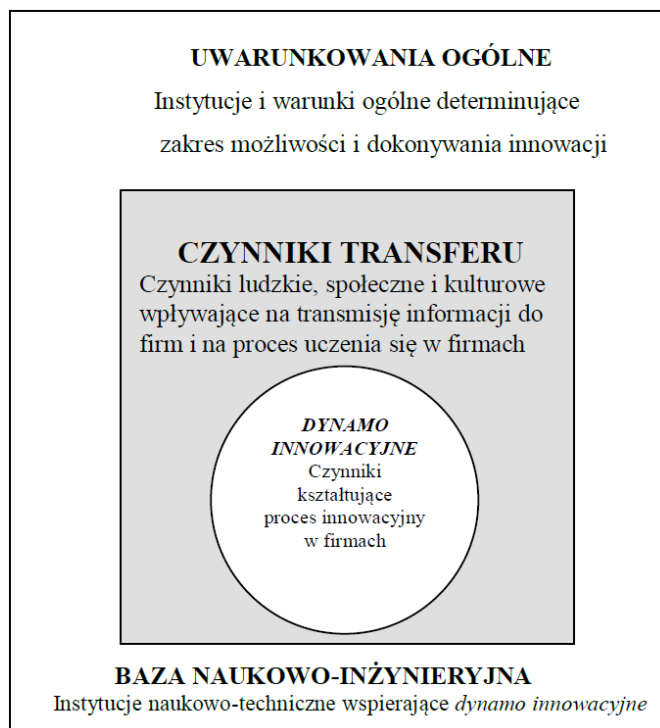 UWARUNKOWANIA OGÓLNE
Instytucje i warunki ogólne determinujące
zakres możliwości i dokonywania innowacji
CZYNNIKI TRANSFERU
Czynniki ludzkie, społeczne i kulturowe
wpływające na transmisję informacji do
firm i na proces uczenia się w firmach
DYNAMO
INNOWACYJNE
Czynniki
kształtujące
proces innowacyjny
w firmach
BAZA NAUKOWO-INŻYNIERYJNA
Instytucje naukowo-techniczne wspierające dynamo innowacyjne